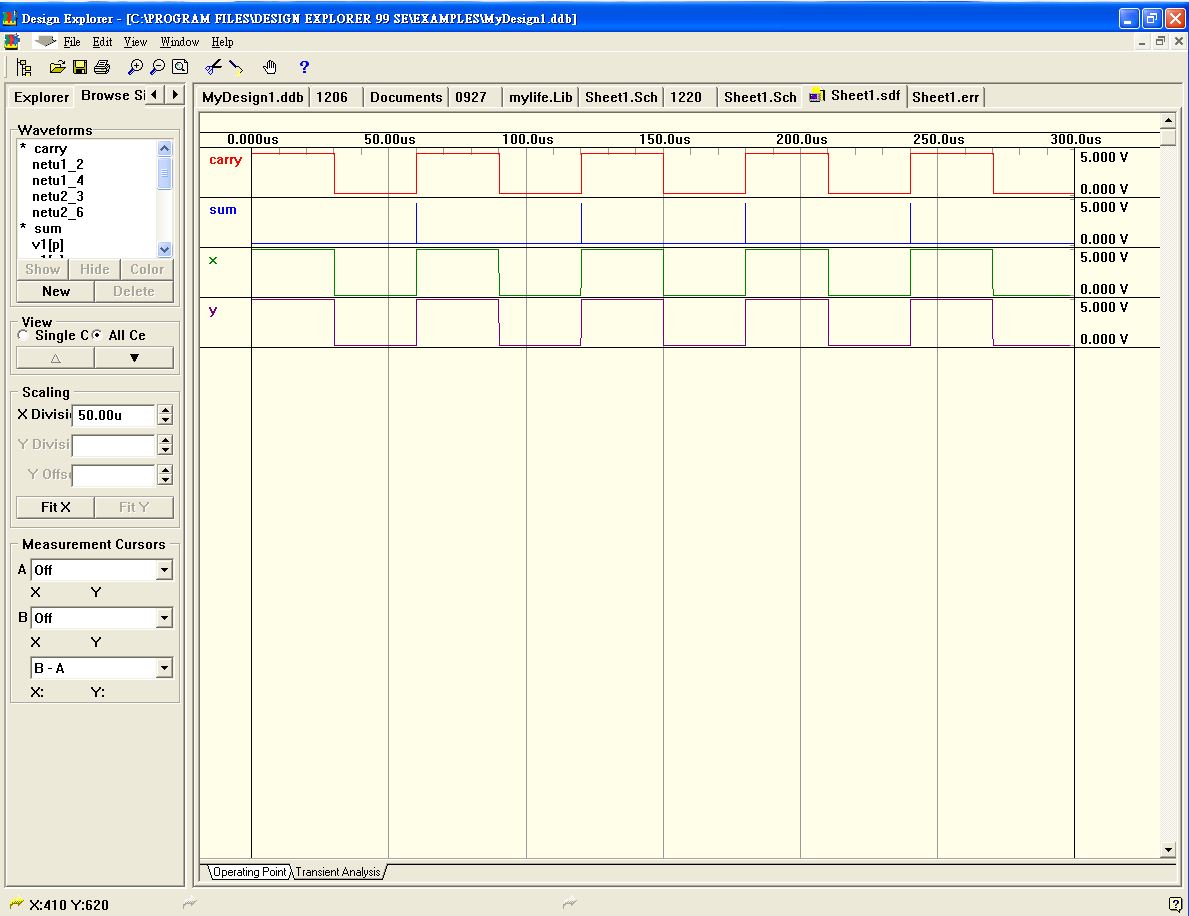 Design Explorer - [C:\PROGRAM FILES\DESIGN EXPLORER 99 SE\EXAMPLES\MyDesign1.ddb]
File Edit View Window Help
Explorer Browse Si
MyDesign1.ddb 1206 Documents 0927 mylife.Lib Sheet1.Sch 1220 Sheet1.Sch Sheet1.sdf Sheet1.err
Waveforms
* carry
netu1_2
netu1_4
netu2_3
netu2_6
* sum
v1[p]
Show Hide Color
New Delete
View
Single C All Ce
Scaling
X Divisi 50.00u
Y Divisi
Y Offs
Fit X Fit Y
Measurement Cursors
A Off
X Y
B Off
X Y
B - A
X: Y:
0.000us 50.00us 100.0us 150.0us 200.0us 250.0us 300.0us
carry 5.000 V
0.000 V
sum 5.000 V
0.000 V
x 5.000 V
0.000 V
y 5.000 V
0.000 V
Operating Point Transient Analysis
X:410 Y:620